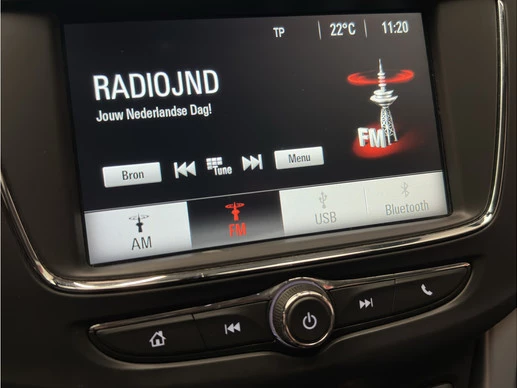 TP 22°C 11:20
RADIOJND
Jouw Nederlandse Dag!
FM
Bron Tune Menu
AM FM USB Bluetooth